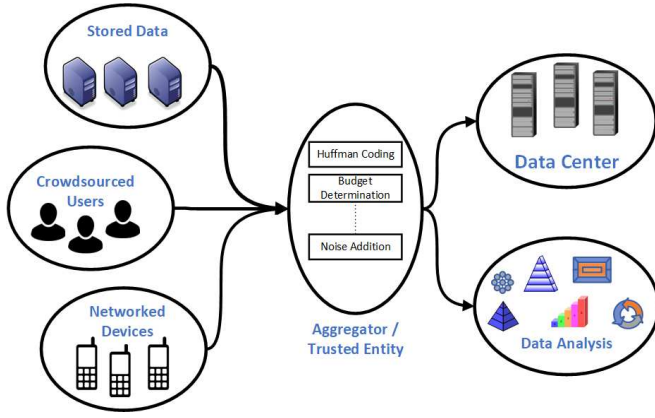 Stored Data
Crowdsourced
Users
Networked
Devices
Huffman Coding
Budget
Determination
Noise Addition
Aggregator /
Trusted Entity
Data Center
Data Analysis